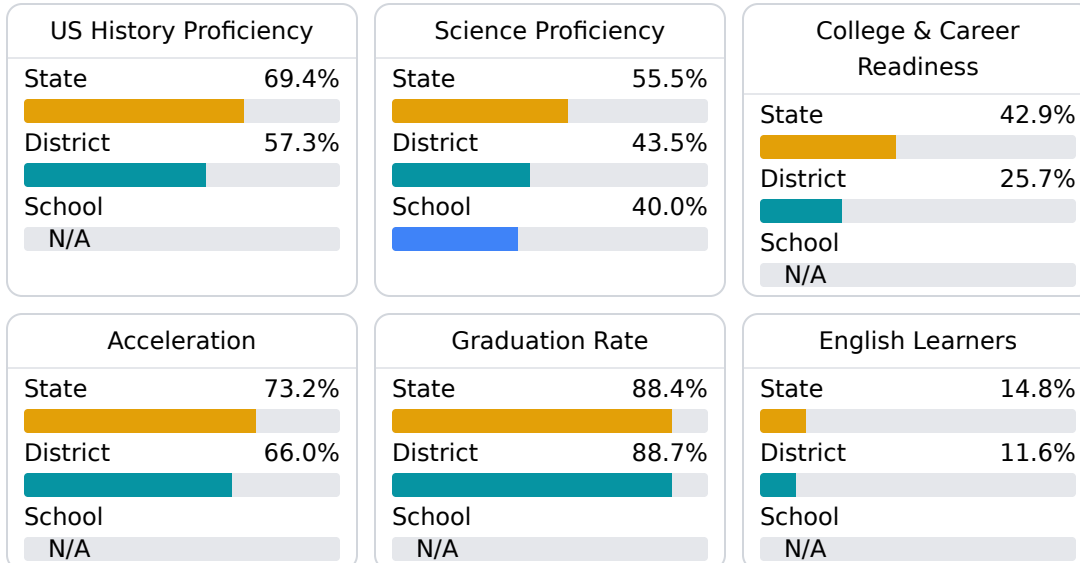 US History Proficiency
State 69.4%
District 57.3%
School
N/A
Science Proficiency
State 55.5%
District 43.5%
School 40.0%
College & Career
Readiness
State 42.9%
District 25.7%
School
N/A
Acceleration
State 73.2%
District 66.0%
School
N/A
Graduation Rate
State 88.4%
District 88.7%
School
N/A
English Learners
State 14.8%
District 11.6%
School
N/A